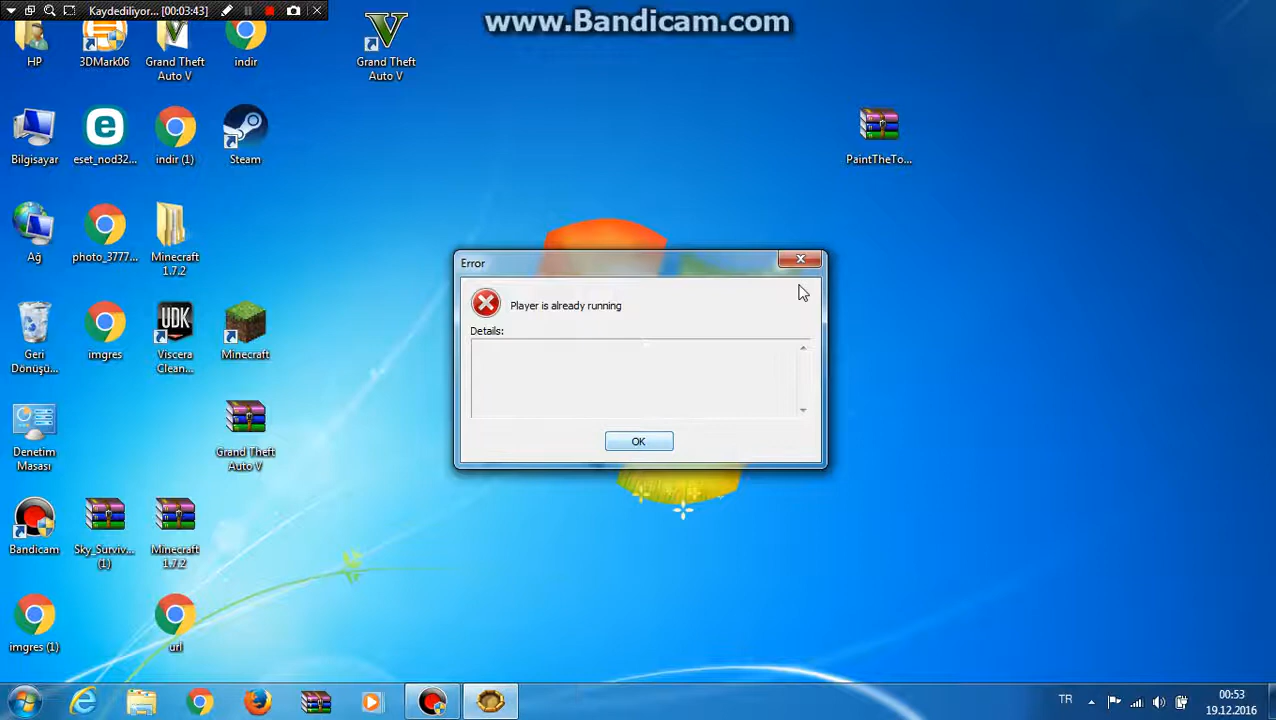 Kaydediliyor... [00:03:43]
www.Bandicam.com
HP
3DMark06
Grand Theft
Auto V
indir
Grand Theft
Auto V
Bilgisayar
eset_nod32...
indir (1)
Steam
PaintTheTo...
Ağ
photo_3777...
Minecraft
1.7.2
Error
Player is already running
Details:
OK
Geri
Dönüşü...
imgres
UDK
Viscera
Clean...
Minecraft
Denetim
Masası
Grand Theft
Auto V
Bandicam
Sky_Surviv...
(1)
Minecraft
1.7.2
imgres (1)
url
TR
00:53
19.12.2016